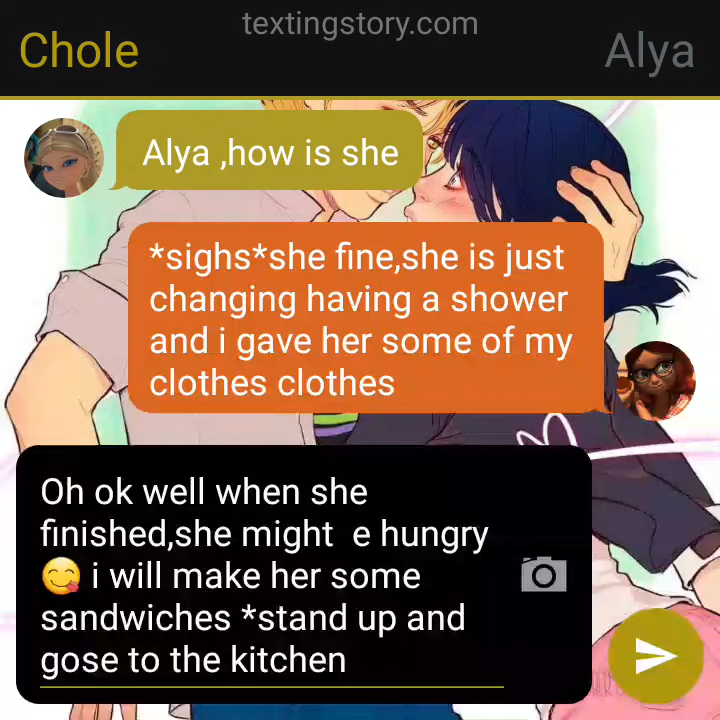 textingstory.com
Chole
Alya
Alya ,how is she
*sighs*she fine,she is just
changing having a shower
and i gave her some of my
clothes clothes
Oh ok well when she
finished,she might  e hungry
😋 i will make her some
sandwiches *stand up and
gose to the kitchen